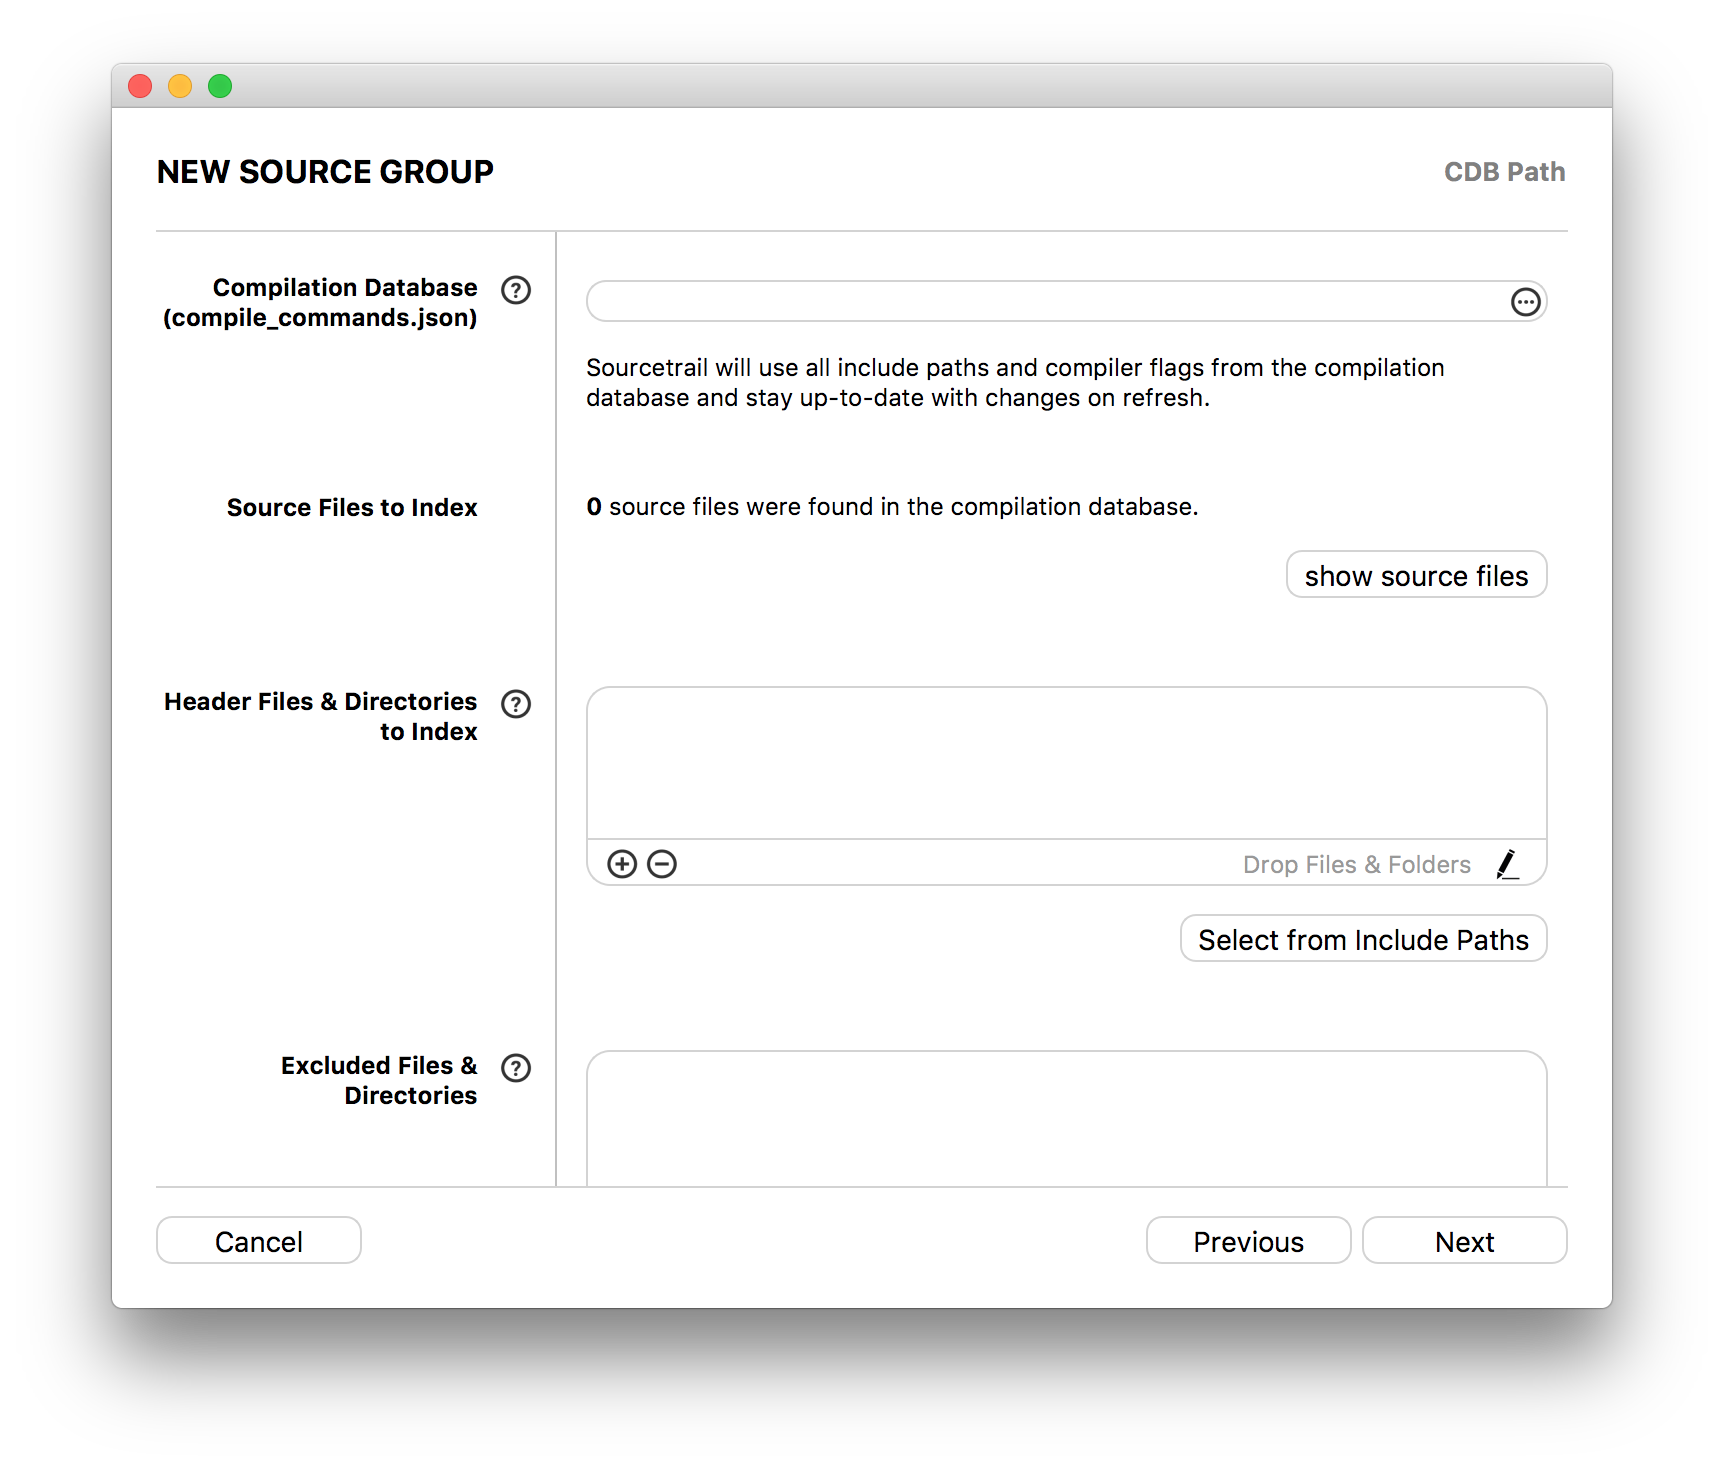 NEW SOURCE GROUP
CDB Path
Compilation Database
(compile_commands.json)
Sourcetrail will use all include paths and compiler flags from the compilation
database and stay up-to-date with changes on refresh.
Source Files to Index
0 source files were found in the compilation database.
show source files
Header Files & Directories
to Index
Drop Files & Folders
Select from Include Paths
Excluded Files &
Directories
Cancel
Previous
Next